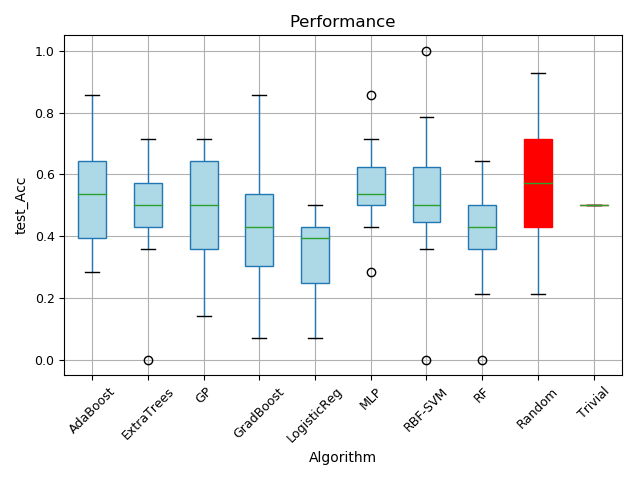 Performance
test_Acc
1.0
0.8
0.6
0.4
0.2
0.0
AdaBoost
ExtraTrees
GP
GradBoost
LogisticReg
MLP
RBF-SVM
RF
Random
Trivial
Algorithm